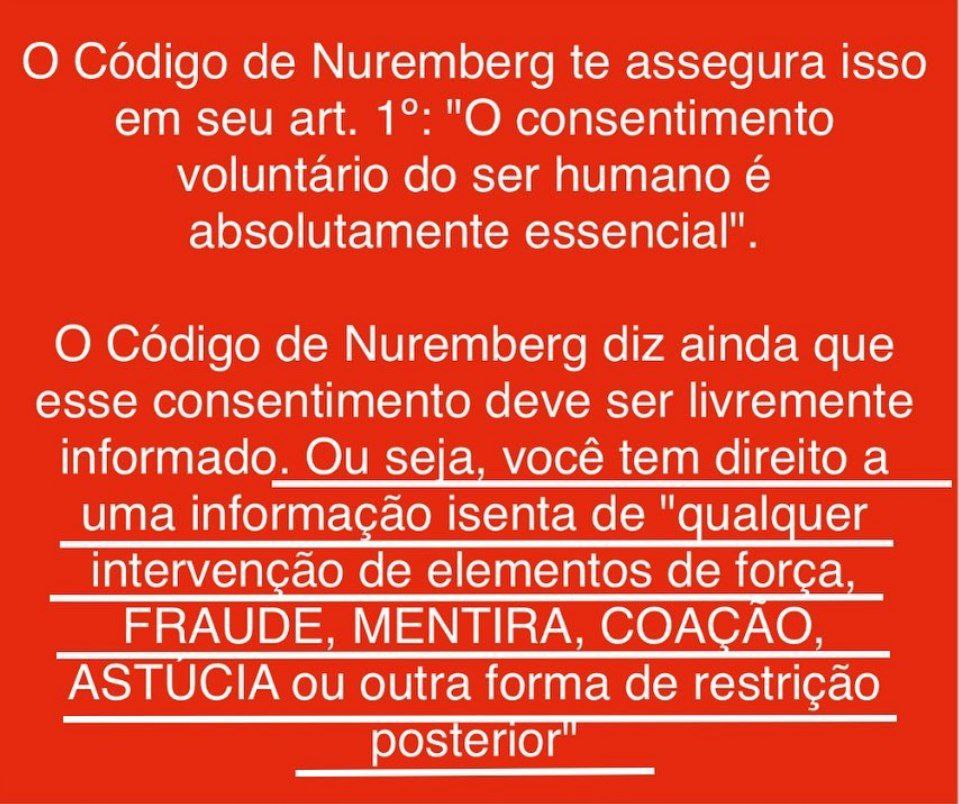 O Código de Nuremberg te assegura isso
em seu art. 1º: "O consentimento
voluntário do ser humano é
absolutamente essencial".
O Código de Nuremberg diz ainda que
esse consentimento deve ser livremente
informado. Ou seja, você tem direito a
uma informação isenta de "qualquer
intervenção de elementos de força,
FRAUDE, MENTIRA, COAÇÃO,
ASTÚCIA ou outra forma de restrição
posterior"